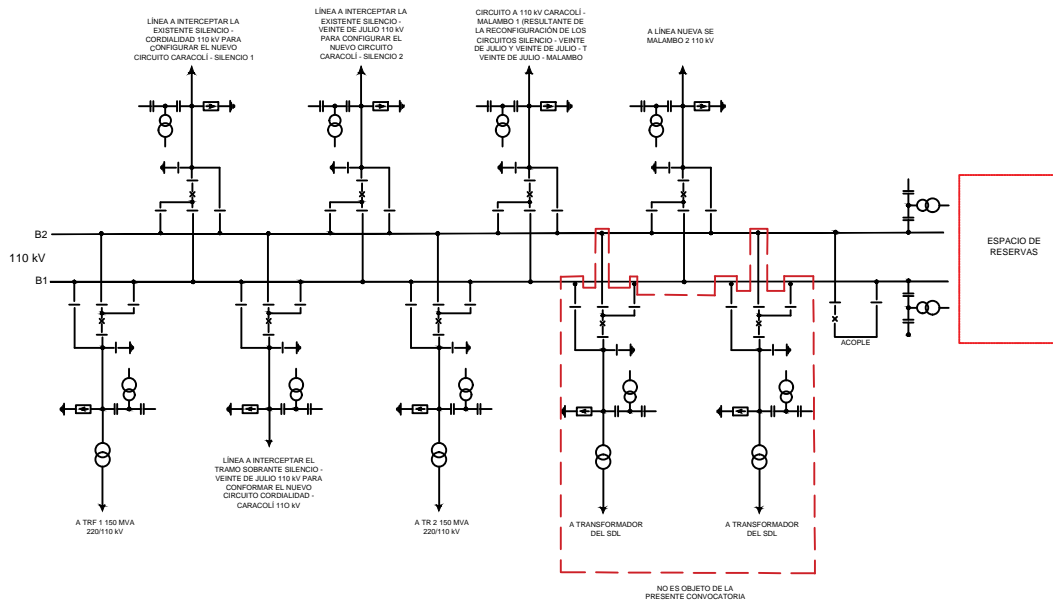 LÍNEA A INTERCEPTAR LA
EXISTENTE SILENCIO -
CORDIALIDAD 110 kV PARA
CONFIGURAR EL NUEVO
CIRCUITO CARACOLÍ - SILENCIO 1
LÍNEA A INTERCEPTAR LA
EXISTENTE SILENCIO -
VEINTE DE JULIO 110 kV
PARA CONFIGURAR EL
NUEVO CIRCUITO
CARACOLÍ - SILENCIO 2
CIRCUITO A 110 kV CARACOLÍ -
MALAMBO 1 (RESULTANTE DE
LA RECONFIGURACIÓN DE LOS
CIRCUITOS SILENCIO - VEINTE
DE JULIO Y VEINTE DE JULIO - T
VEINTE DE JULIO - MALAMBO
A LÍNEA NUEVA SE
MALAMBO 2 110 kV
B2
110 kV
B1
ESPACIO DE
RESERVAS
ACOPLE
A TRF 1 150 MVA
220/110 kV
LÍNEA A INTERCEPTAR EL
TRAMO SOBRANTE SILENCIO -
VEINTE DE JULIO 110 kV PARA
CONFORMAR EL NUEVO
CIRCUITO CORDIALIDAD -
CARACOLÍ 11O kV
A TR 2 150 MVA
220/110 kV
A TRANSFORMADOR
DEL SDL
A TRANSFORMADOR
DEL SDL
NO ES OBJETO DE LA
PRESENTE CONVOCATORIA